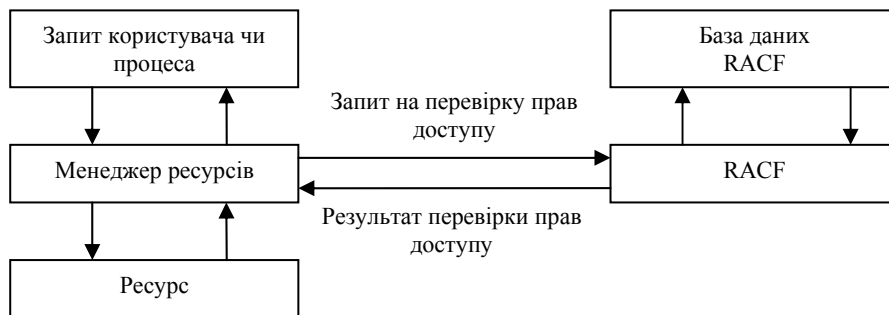 Запит користувача чи
процеса
База даних
RACF
Запит на перевірку прав
доступу
Менеджер ресурсів
RACF
Результат перевірки прав
доступу
Ресурс